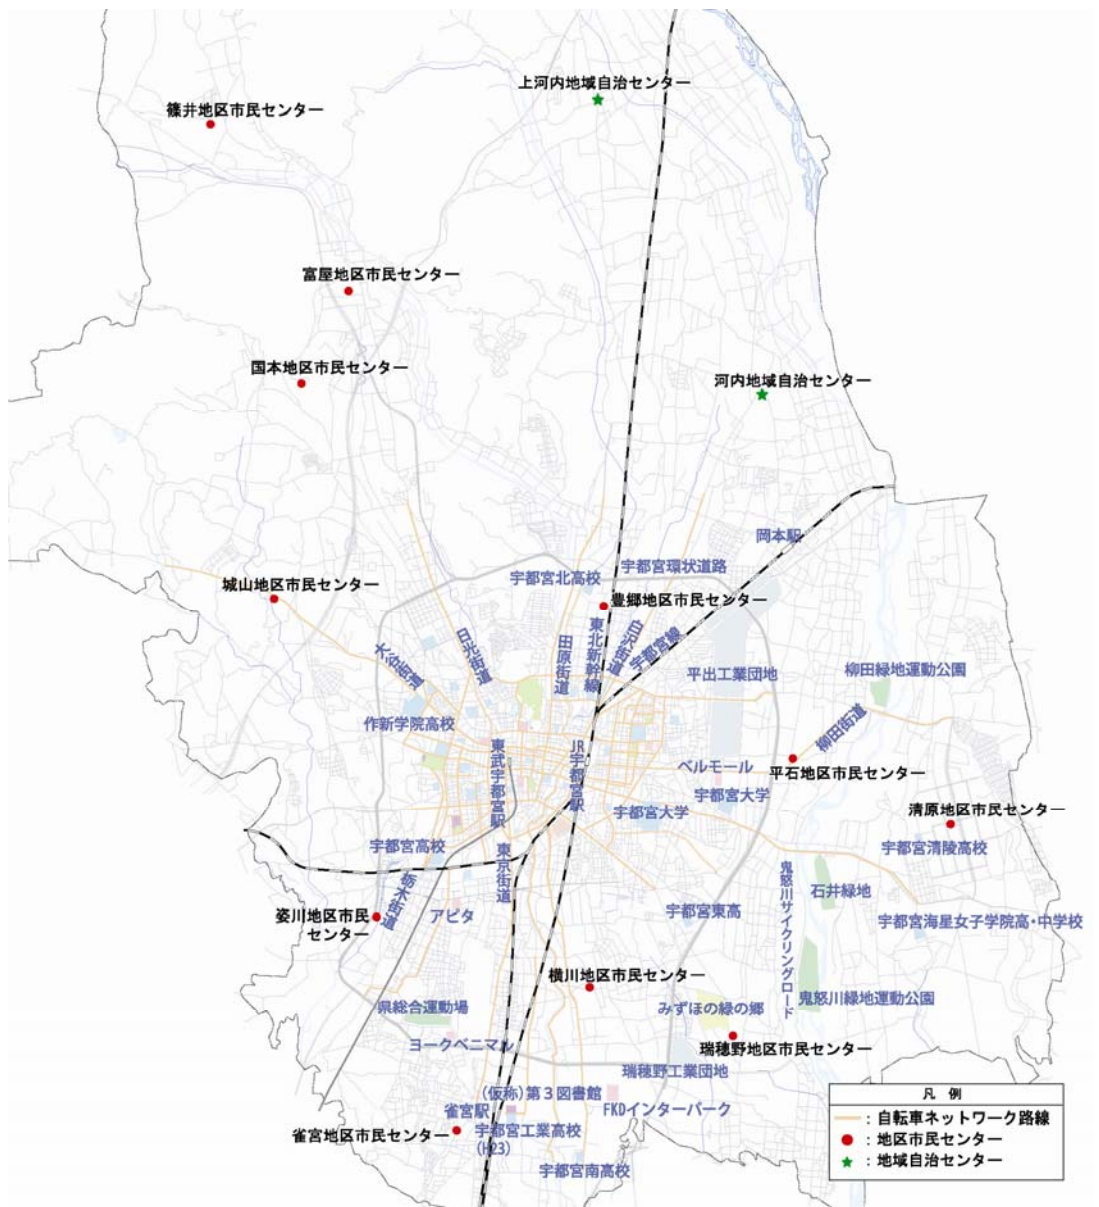 上河内地域自治センター
篠井地区市民センター
富屋地区市民センター
国本地区市民センター
河内地域自治センター
岡本駅
宇都宮環状道路
宇都宮北高校
城山地区市民センター
豊郷地区市民センター
東北新幹線
白沢街道
宇都宮線
田原街道
日光街道
大谷街道
平出工業団地
柳田緑地運動公園
作新学院高校
柳田街道
東武宇都宮駅
JR宇都宮駅
ベルモール
平石地区市民センター
宇都宮大学
宇都宮大学
清原地区市民センター
宇都宮高校
東京街道
宇都宮清陵高校
栃木街道
鬼怒川サイクリングロード
石井緑地
姿川地区市民
センター
アピタ
宇都宮東高
宇都宮海星女子学院高・中学校
横川地区市民センター
県総合運動場
みずほの緑の郷
鬼怒川緑地運動公園
ヨークベニマル
瑞穂野地区市民センター
瑞穂野工業団地
(仮称)第３図書館
雀宮駅
FKDインターパーク
雀宮地区市民センター
宇都宮工業高校
(H23)
宇都宮南高校
凡 例
：自転車ネットワーク路線
：地区市民センター
：地域自治センター